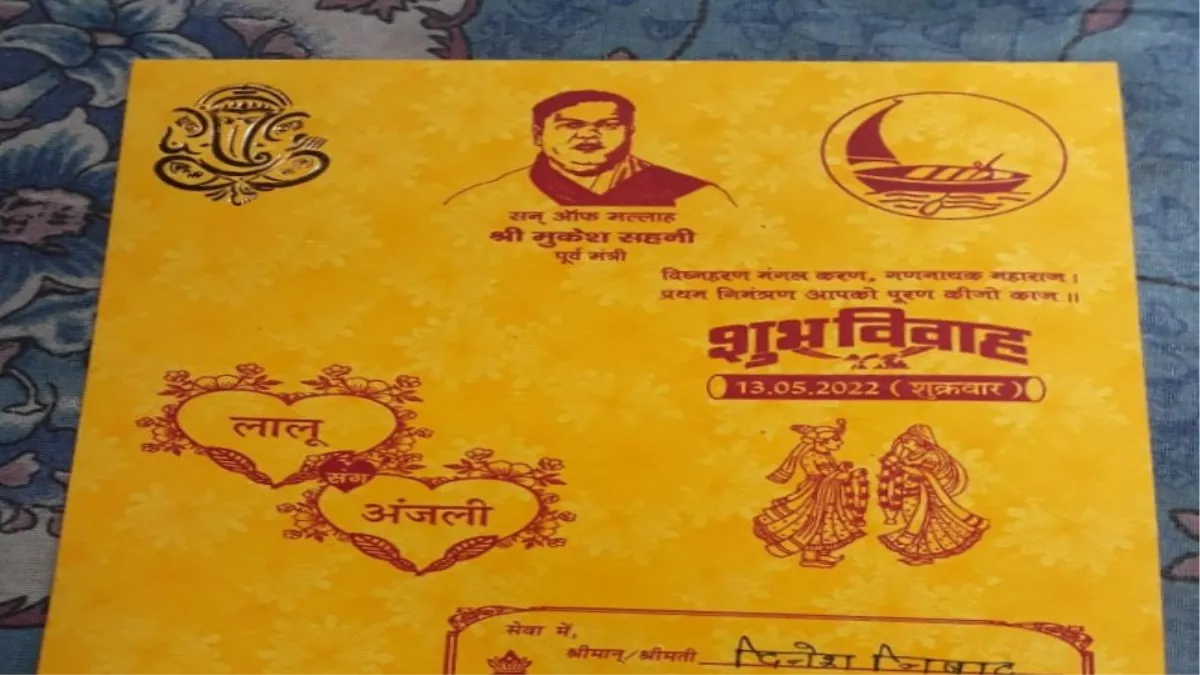 सन् ऑफ मल्लाह
श्री मुकेश सहनी
पूर्व मंत्री
विघ्नहरण मंगल करण, गणनायक महाराज।
प्रथम निमंत्रण आपको पूरण कीजो काज॥
शुभ विवाह
13.05.2022 ( शुक्रवार )
लालू
संग
अंजली
सेवा में,
श्रीमान्/श्रीमती दिनेश निषाद